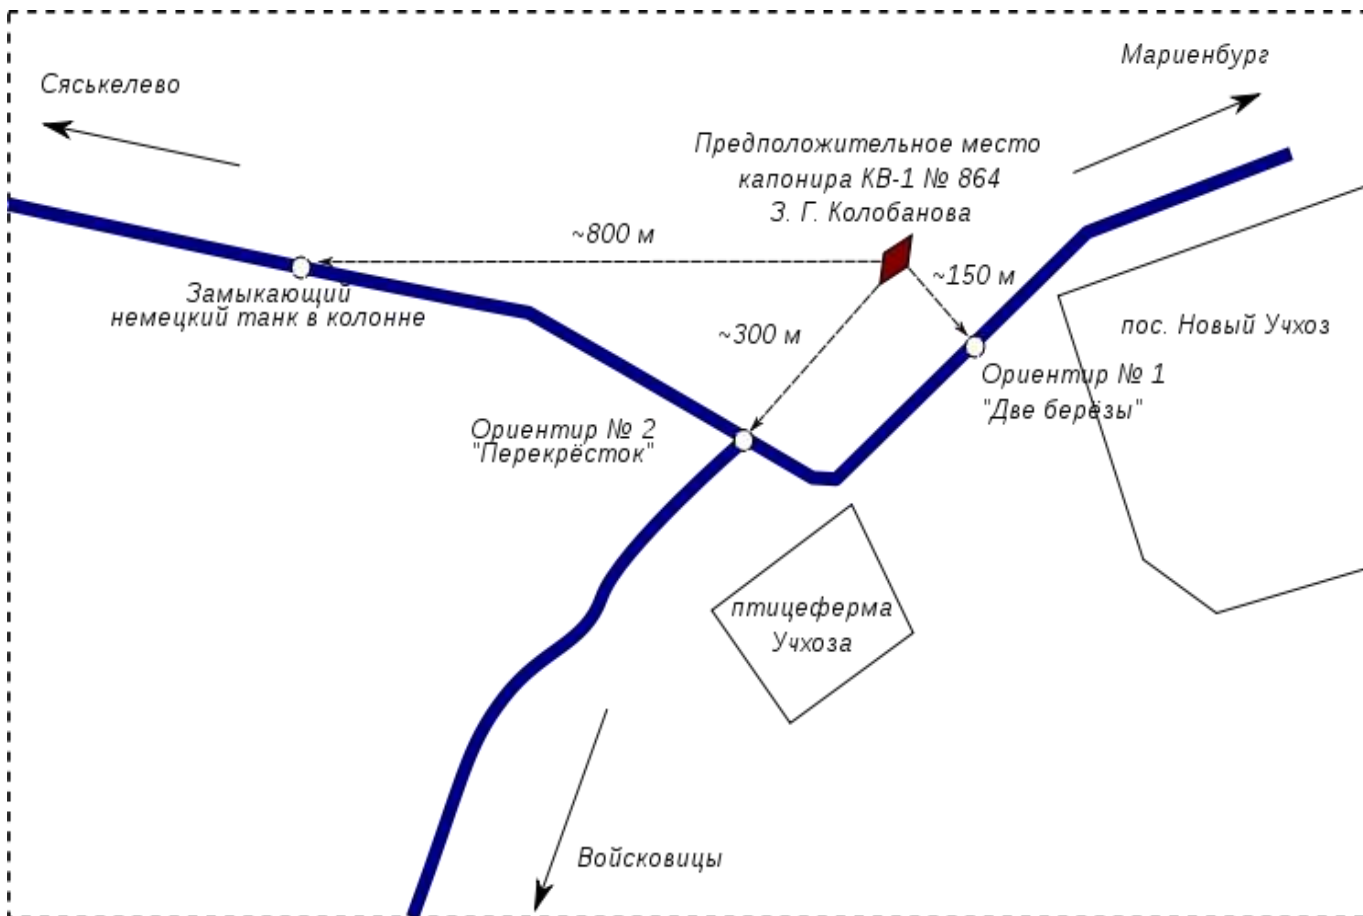 Мариенбург
Сяськелево
Предположительное место
капонира КВ-1 № 864
З. Г. Колобанова
~800 м
~150 м
Замыкающий
немецкий танк в колонне
~300 м
пос. Новый Учхоз
Ориентир № 1
"Две берёзы"
Ориентир № 2
"Перекрёсток"
птицеферма
Учхоза
Войсковицы